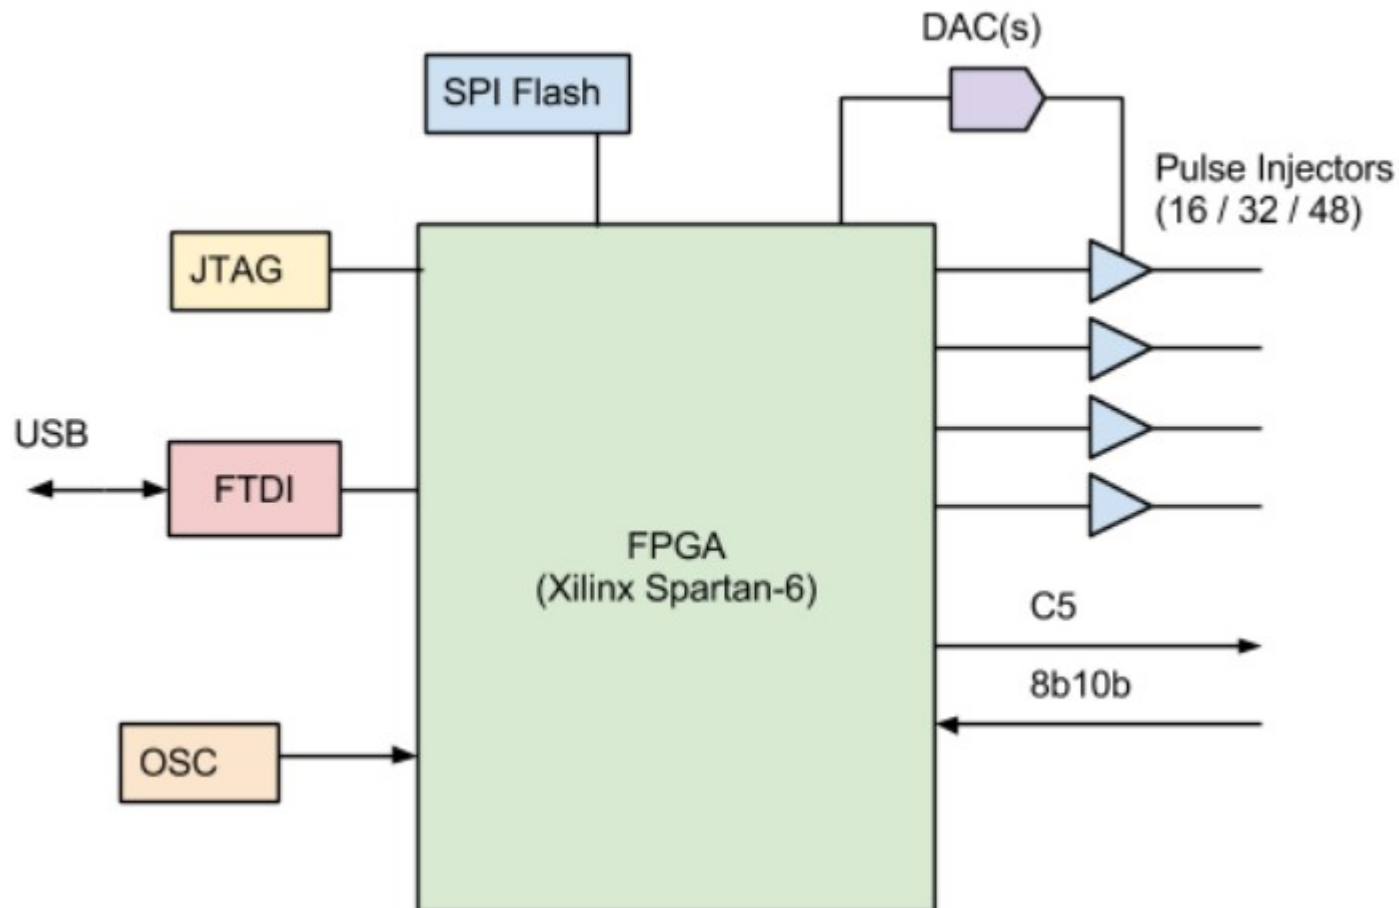 DAC(s)
SPI Flash
Pulse Injectors
(16 / 32 / 48)
JTAG
USB
FTDI
FPGA
(Xilinx Spartan-6)
C5
8b10b
OSC